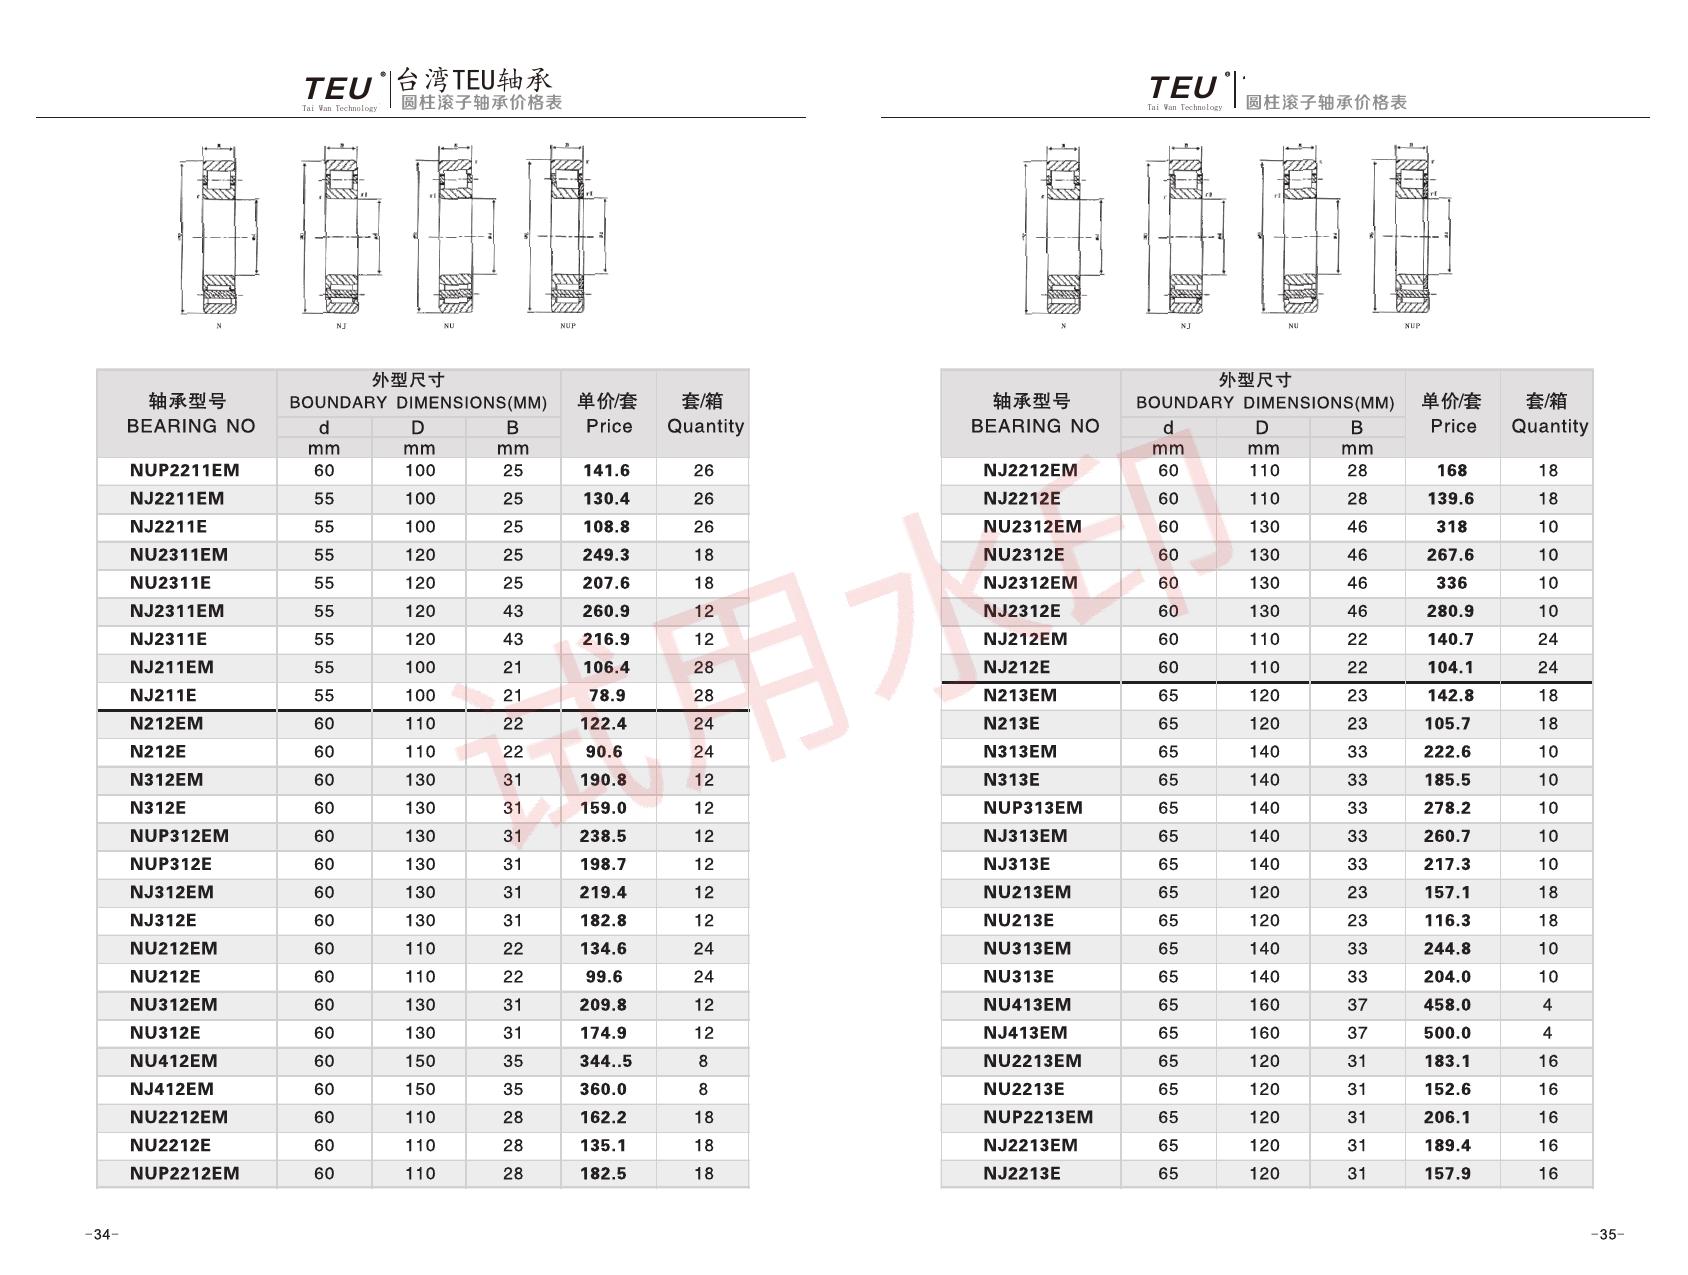 TEU® 台湾TEU轴承
Tai Wan Technology 圆柱滚子轴承价格表
N NJ NU NUP
轴承型号 外型尺寸 单价/套 套/箱
BEARING NO BOUNDARY DIMENSIONS(MM) Price Quantity
d D B
mm mm mm
NUP2211EM 60 100 25 141.6 26
NJ2211EM 55 100 25 130.4 26
NJ2211E 55 100 25 108.8 26
NU2311EM 55 120 25 249.3 18
NU2311E 55 120 25 207.6 18
NJ2311EM 55 120 43 260.9 12
NJ2311E 55 120 43 216.9 12
NJ211EM 55 100 21 106.4 28
NJ211E 55 100 21 78.9 28
N212EM 60 110 22 122.4 24
N212E 60 110 22 90.6 24
N312EM 60 130 31 190.8 12
N312E 60 130 31 159.0 12
NUP312EM 60 130 31 238.5 12
NUP312E 60 130 31 198.7 12
NJ312EM 60 130 31 219.4 12
NJ312E 60 130 31 182.8 12
NU212EM 60 110 22 134.6 24
NU212E 60 110 22 99.6 24
NU312EM 60 130 31 209.8 12
NU312E 60 130 31 174.9 12
NU412EM 60 150 35 344..5 8
NJ412EM 60 150 35 360.0 8
NU2212EM 60 110 28 162.2 18
NU2212E 60 110 28 135.1 18
NUP2212EM 60 110 28 182.5 18
-34-
TEU®
Tai Wan Technology 圆柱滚子轴承价格表
N NJ NU NUP
轴承型号 外型尺寸 单价/套 套/箱
BEARING NO BOUNDARY DIMENSIONS(MM) Price Quantity
d D B
mm mm mm
NJ2212EM 60 110 28 168 18
NJ2212E 60 110 28 139.6 18
NU2312EM 60 130 46 318 10
NU2312E 60 130 46 267.6 10
NJ2312EM 60 130 46 336 10
NJ2312E 60 130 46 280.9 10
NJ212EM 60 110 22 140.7 24
NJ212E 60 110 22 104.1 24
N213EM 65 120 23 142.8 18
N213E 65 120 23 105.7 18
N313EM 65 140 33 222.6 10
N313E 65 140 33 185.5 10
NUP313EM 65 140 33 278.2 10
NJ313EM 65 140 33 260.7 10
NJ313E 65 140 33 217.3 10
NU213EM 65 120 23 157.1 18
NU213E 65 120 23 116.3 18
NU313EM 65 140 33 244.8 10
NU313E 65 140 33 204.0 10
NU413EM 65 160 37 458.0 4
NJ413EM 65 160 37 500.0 4
NU2213EM 65 120 31 183.1 16
NU2213E 65 120 31 152.6 16
NUP2213EM 65 120 31 206.1 16
NJ2213EM 65 120 31 189.4 16
NJ2213E 65 120 31 157.9 16
-35-
试用水印